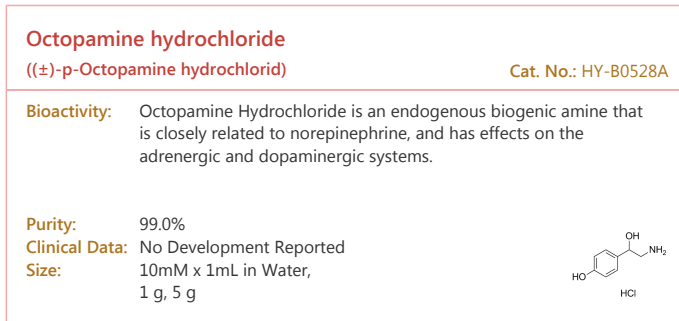 Octopamine hydrochloride
((±)-p-Octopamine hydrochlorid) Cat. No.: HY-B0528A
Bioactivity: Octopamine Hydrochloride is an endogenous biogenic amine that
is closely related to norepinephrine, and has effects on the
adrenergic and dopaminergic systems.
Purity: 99.0%
Clinical Data: No Development Reported
Size: 10mM x 1mL in Water,
1 g, 5 g
OH
NH₂
HO
HCl